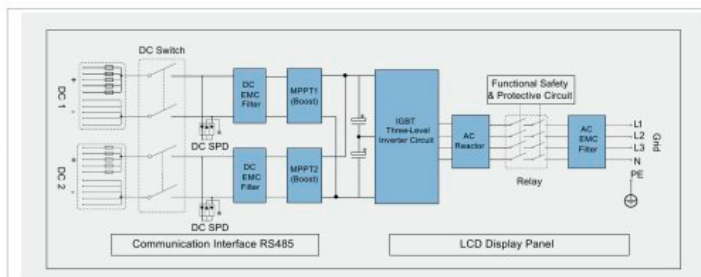 DC Switch
+
DC 1
-
DC
EMC
Filter
MPPT1
(Boost)
DC SPD
+
DC 2
-
DC
EMC
Filter
MPPT2
(Boost)
DC SPD
IGBT
Three-Level
Inverter Circuit
AC
Reactor
Functional Safety
& Protective Circuit
Relay
AC
EMC
Filter
L1
L2
L3
N
PE
Grid
Communication Interface RS485
LCD Display Panel